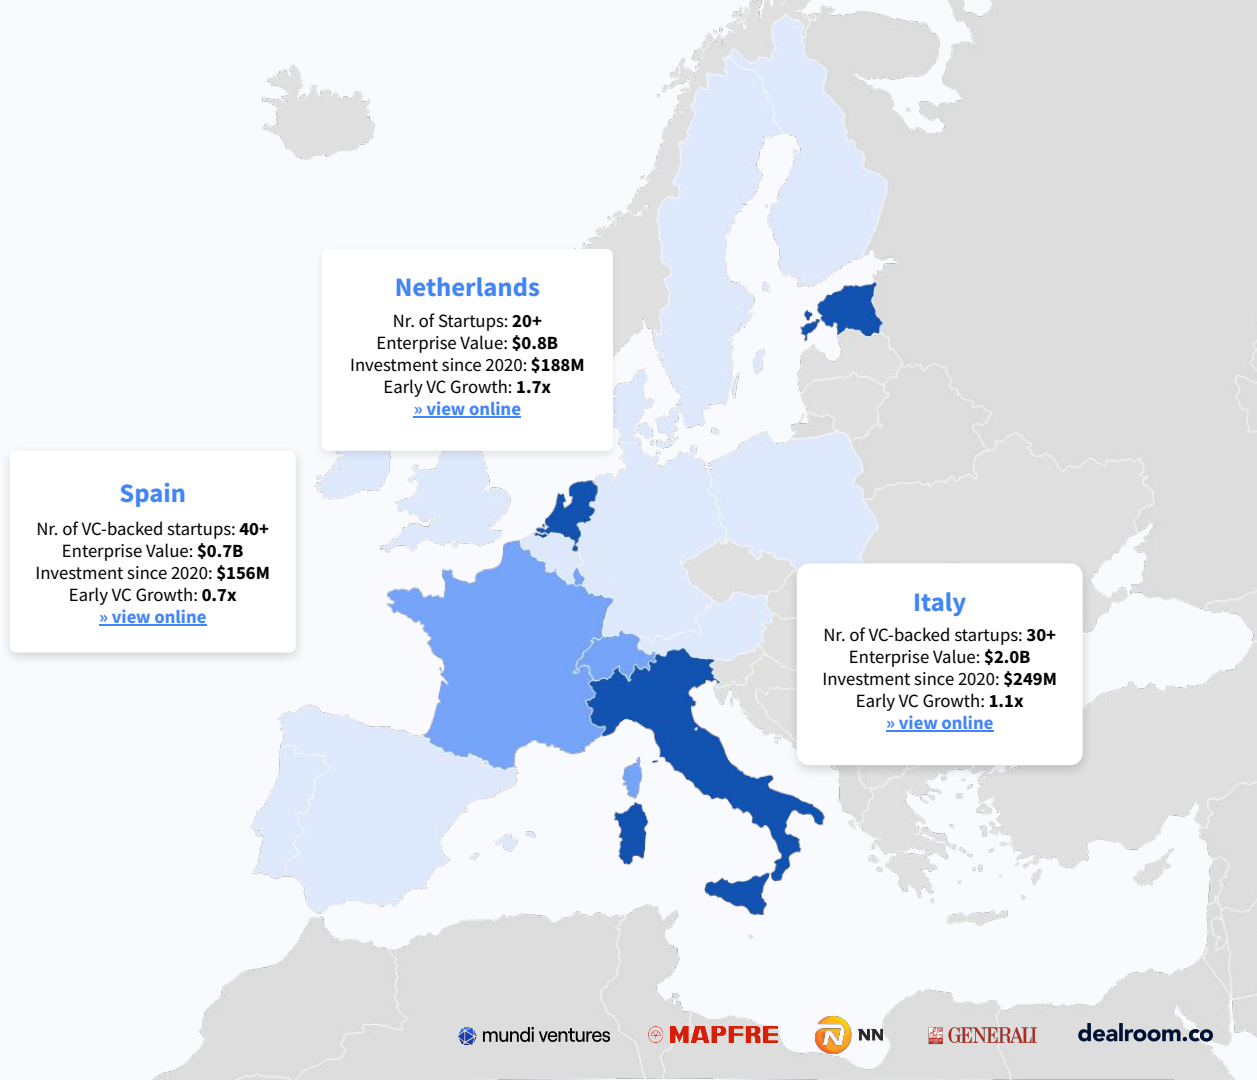 Netherlands
Nr. of Startups: 20+
Enterprise Value: $0.8B
Investment since 2020: $188M
Early VC Growth: 1.7x
» view online
Spain
Nr. of VC-backed startups: 40+
Enterprise Value: $0.7B
Investment since 2020: $156M
Early VC Growth: 0.7x
» view online
Italy
Nr. of VC-backed startups: 30+
Enterprise Value: $2.0B
Investment since 2020: $249M
Early VC Growth: 1.1x
» view online
mundi ventures
MAPFRE
NN
GENERALI
dealroom.co